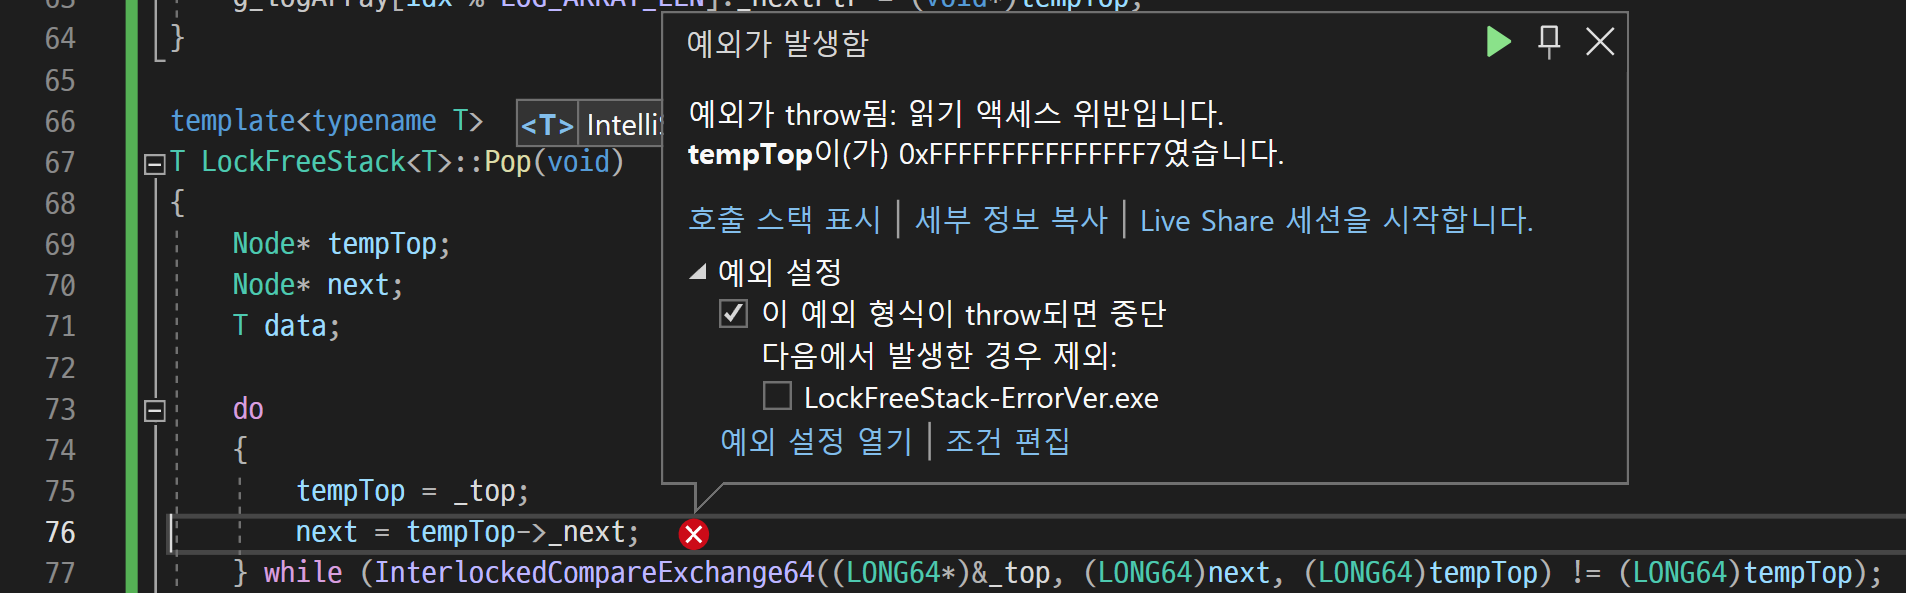 63 g_logArray[idx % LOG_ARRAY_LEN]._nextPtr = (void*)tempTop;
64 }
65
66 template<typename T>
<T> Intelli
67 T LockFreeStack<T>::Pop(void)
68 {
69 Node* tempTop;
70 Node* next;
71 T data;
72
73 do
74 {
75 tempTop = _top;
76 next = tempTop->_next;
77 } while (InterlockedCompareExchange64((LONG64*)&_top, (LONG64)next, (LONG64)tempTop) != (LONG64)tempTop);
예외가 발생함
예외가 throw됨: 읽기 액세스 위반입니다.
tempTop이(가) 0xFFFFFFFFFFFFFFF7였습니다.
호출 스택 표시 | 세부 정보 복사 | Live Share 세션을 시작합니다.
예외 설정
이 예외 형식이 throw되면 중단
다음에서 발생한 경우 제외:
LockFreeStack-ErrorVer.exe
예외 설정 열기 | 조건 편집